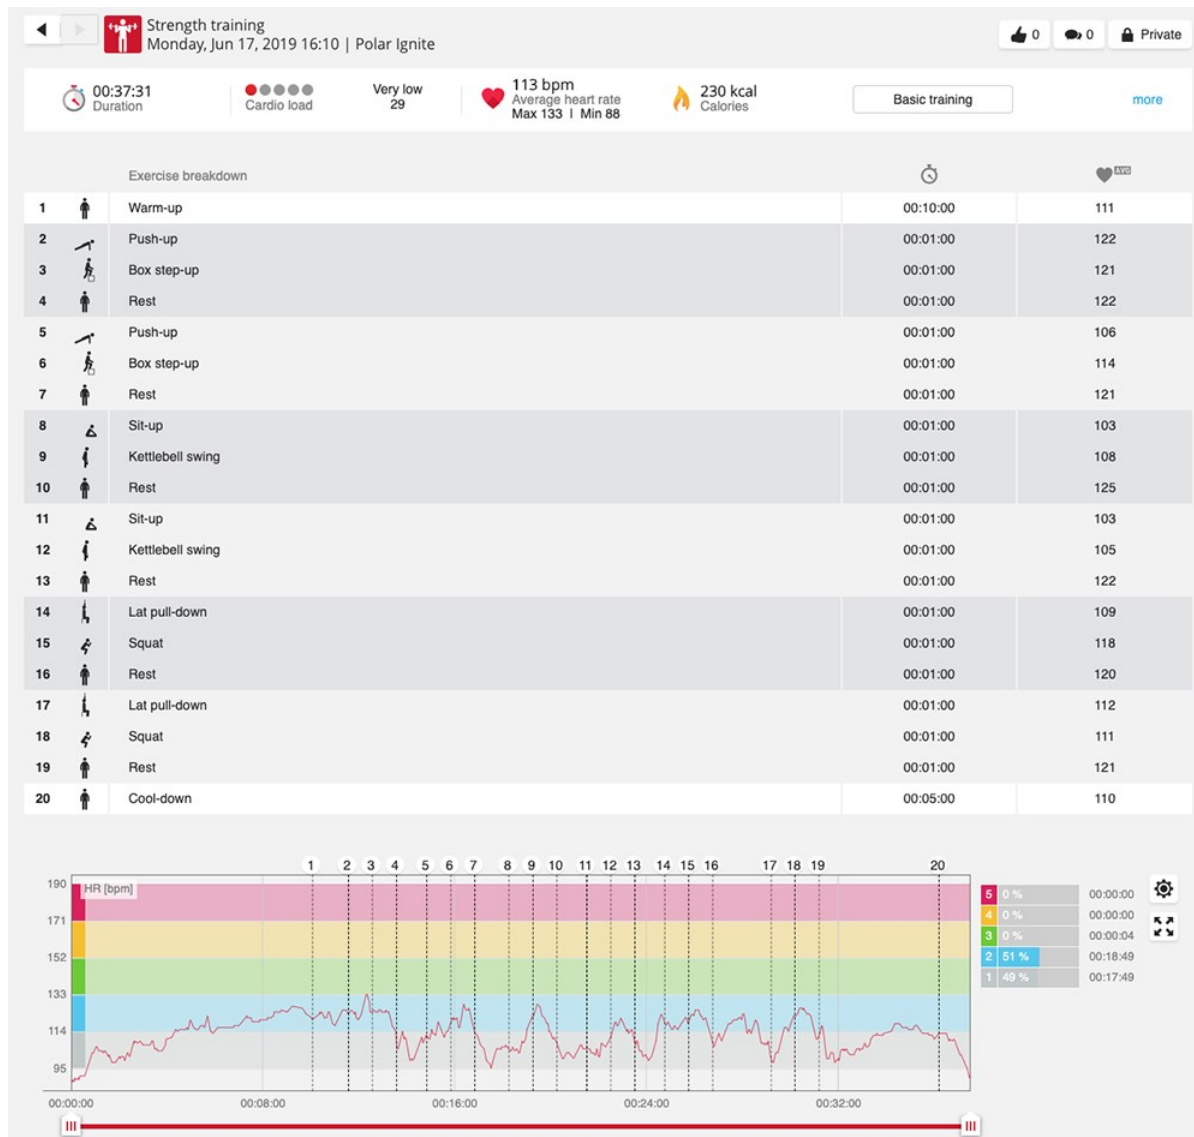 Strength training
Monday, Jun 17, 2019 16:10 | Polar Ignite
0
0
Private
00:37:31
Duration
Cardio load
Very low
29
113 bpm
Average heart rate
Max 133 | Min 88
230 kcal
Calories
Basic training
more
Exercise breakdown AVG
1 Warm-up 00:10:00 111
2 Push-up 00:01:00 122
3 Box step-up 00:01:00 121
4 Rest 00:01:00 122
5 Push-up 00:01:00 106
6 Box step-up 00:01:00 114
7 Rest 00:01:00 121
8 Sit-up 00:01:00 103
9 Kettlebell swing 00:01:00 108
10 Rest 00:01:00 125
11 Sit-up 00:01:00 103
12 Kettlebell swing 00:01:00 105
13 Rest 00:01:00 122
14 Lat pull-down 00:01:00 109
15 Squat 00:01:00 118
16 Rest 00:01:00 120
17 Lat pull-down 00:01:00 112
18 Squat 00:01:00 111
19 Rest 00:01:00 121
20 Cool-down 00:05:00 110
1 2 3 4 5 6 7 8 9 10 11 12 13 14 15 16 17 18 19 20
HR [bpm]
190
171
152
133
114
95
00:00:00 00:08:00 00:16:00 00:24:00 00:32:00
5 0 % 00:00:00
4 0 % 00:00:00
3 0 % 00:00:04
2 51 % 00:18:49
1 49 % 00:17:49